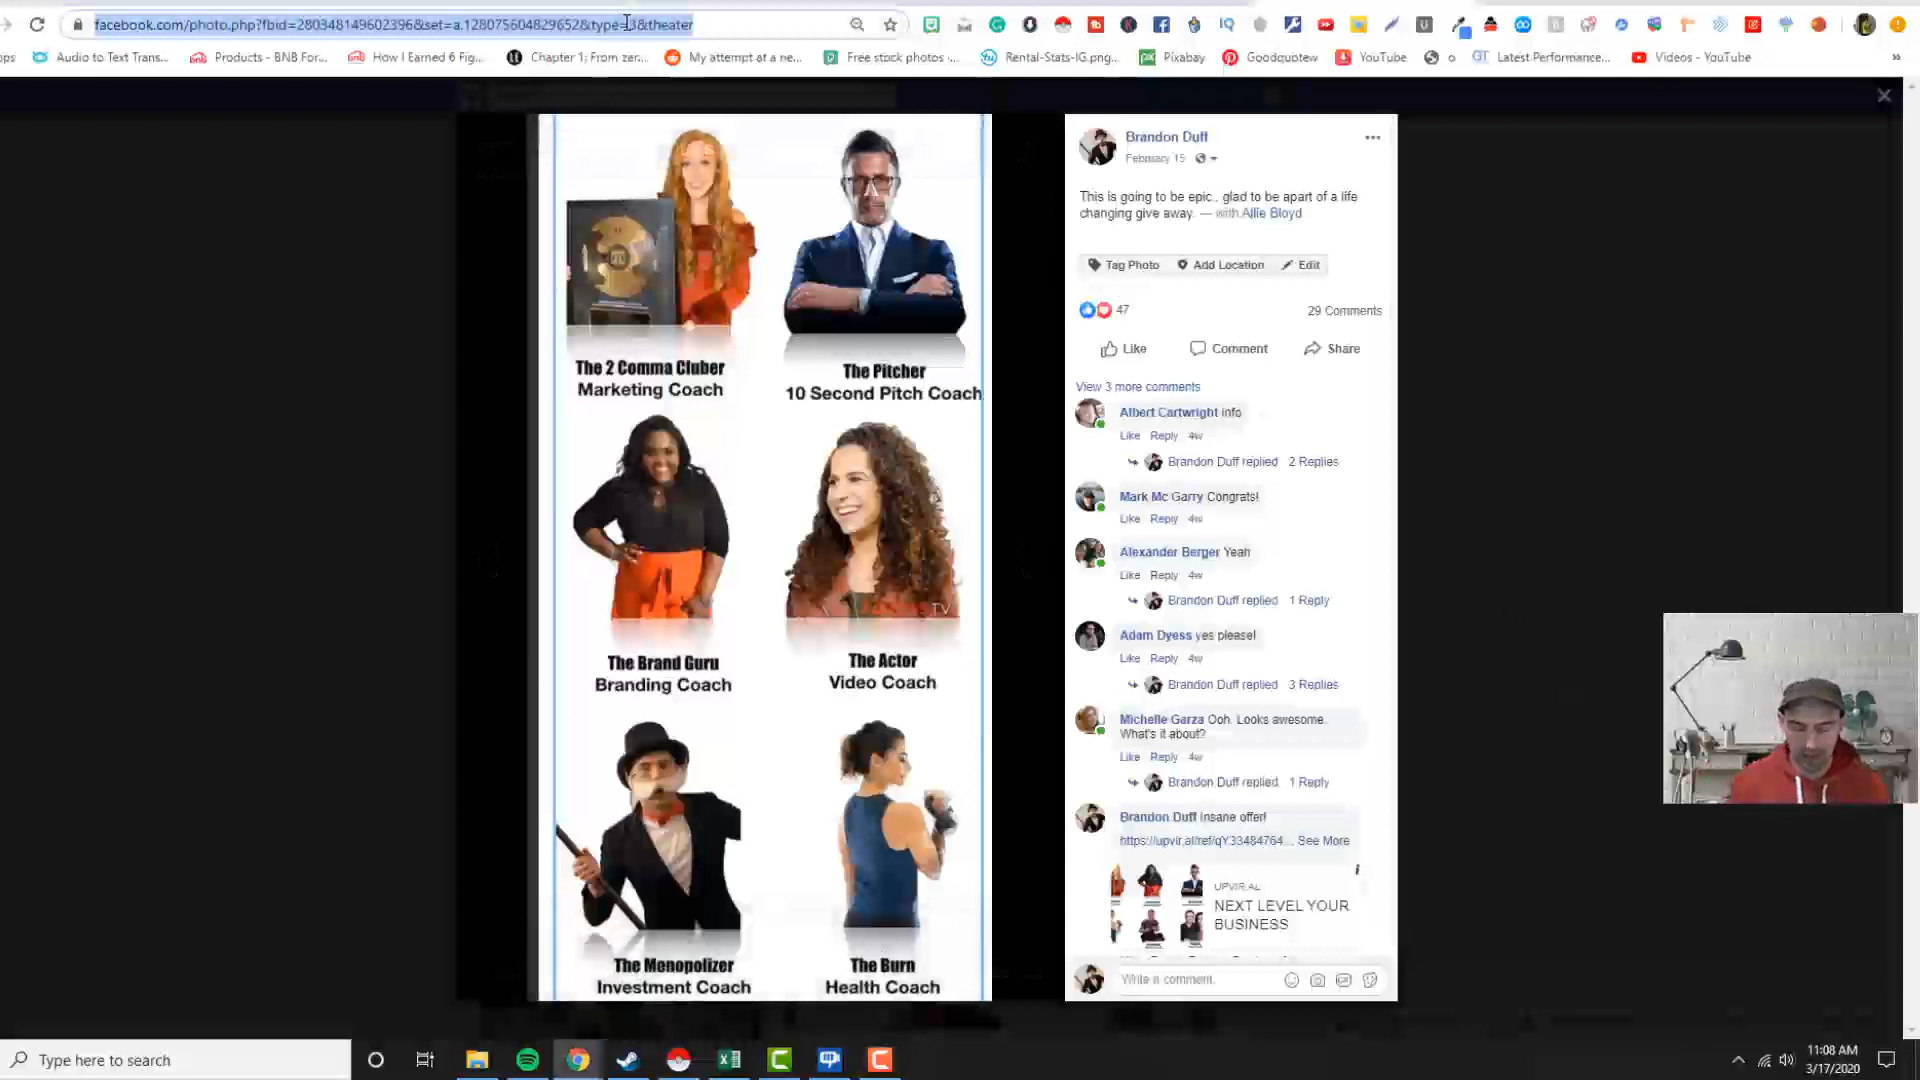 facebook.com/photo.php?fbid=280348149602396&set=a.128075604829652&type=3&theater
Audio to Text Trans...
Products - BNB For...
How I Earned 6 Fig...
Chapter 1: From zer...
My attempt at a ne...
Free stock photos -...
Rental-Stats-IG.png...
Pixabay
Goodquotew
YouTube
Latest Performance...
Videos - YouTube
The 2 Comma Cluber
Marketing Coach
The Pitcher
10 Second Pitch Coach
The Brand Guru
Branding Coach
The Actor
Video Coach
The Menopolizer
Investment Coach
The Burn
Health Coach
Brandon Duff
February 15
This is going to be epic., glad to be apart of a life
changing give away. — with Allie Bloyd
Tag Photo Add Location Edit
47
29 Comments
Like Comment Share
View 3 more comments
Albert Cartwright info
Like Reply 4w
Brandon Duff replied 2 Replies
Mark Mc Garry Congrats!
Like Reply 4w
Alexander Berger Yeah
Like Reply 4w
Brandon Duff replied 1 Reply
Adam Dyess yes please!
Like Reply 4w
Brandon Duff replied 3 Replies
Michelle Garza Ooh. Looks awesome.
What's it about?
Like Reply 4w
Brandon Duff replied 1 Reply
Brandon Duff Insane offer!
https://upvir.al/ref/qY33484764... See More
UPVIR.AL
NEXT LEVEL YOUR
BUSINESS
Write a comment.
Type here to search
11:08 AM
3/17/2020